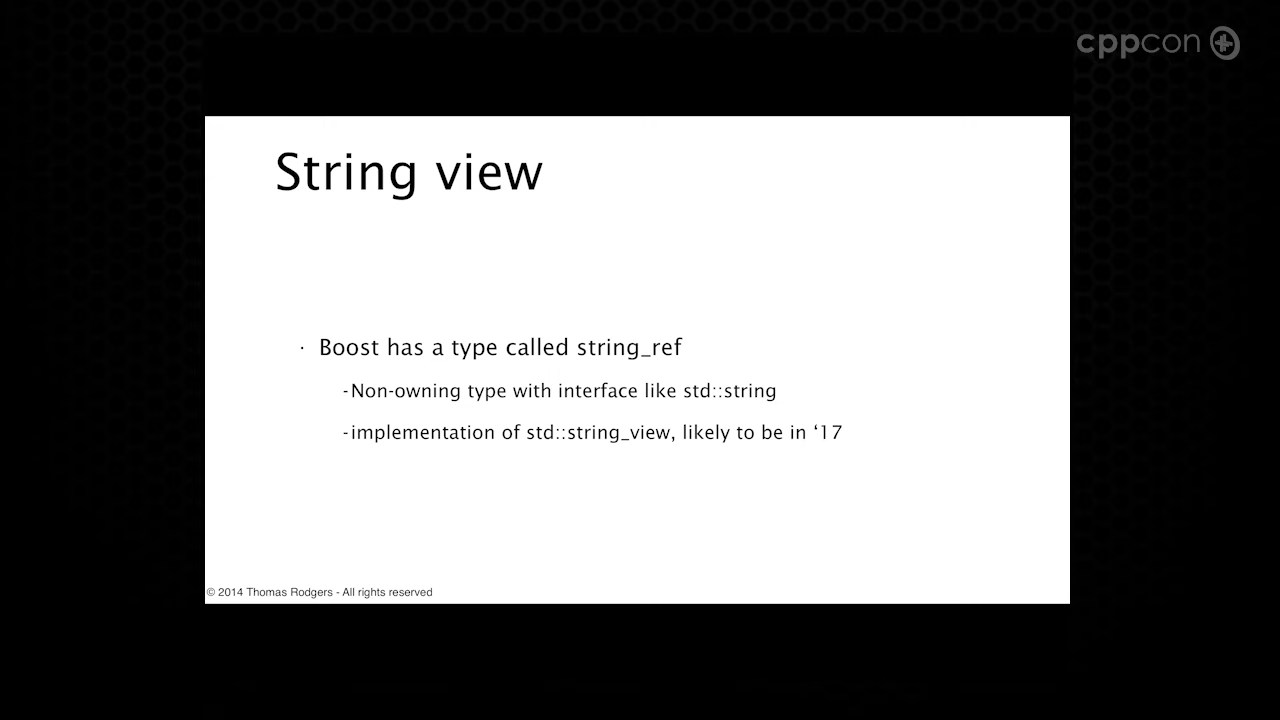 cppcon
String view
· Boost has a type called string_ref
-Non-owning type with interface like std::string
-implementation of std::string_view, likely to be in ‘17
© 2014 Thomas Rodgers - All rights reserved